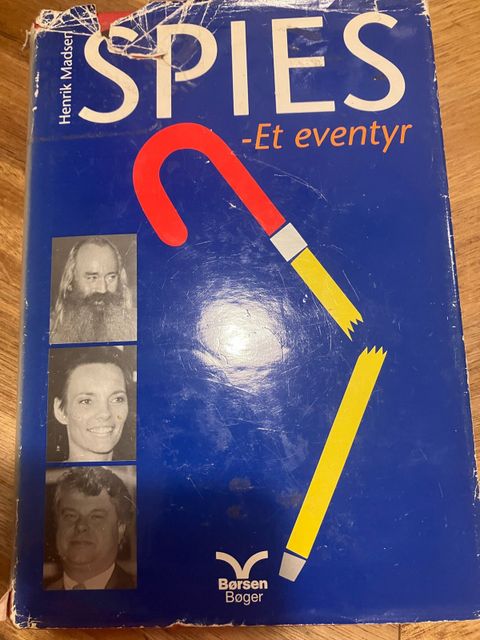 Henrik Madsen
SPIES
-Et eventyr
Børsen
Bøger